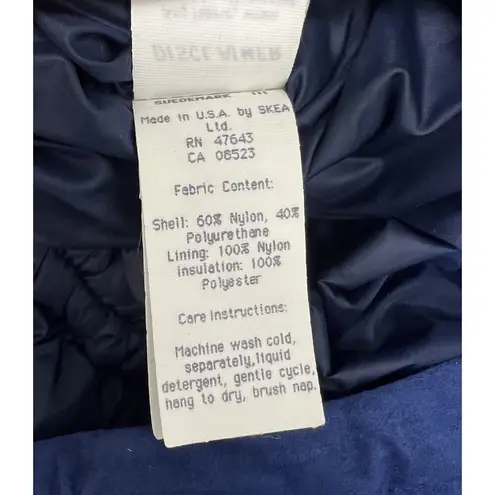 DISCLAIMER
SUEDEMARK III
Made in U.S.A. by SKEA
Ltd.
RN 47643
CA 08523
Fabric Content:
Shell: 60% Nylon, 40%
Polyurethane
Lining: 100% Nylon
Insulation: 100%
Polyester
Care Instructions:
Machine wash cold,
separately, liquid
detergent, gentle cycle,
hang to dry, brush nap.